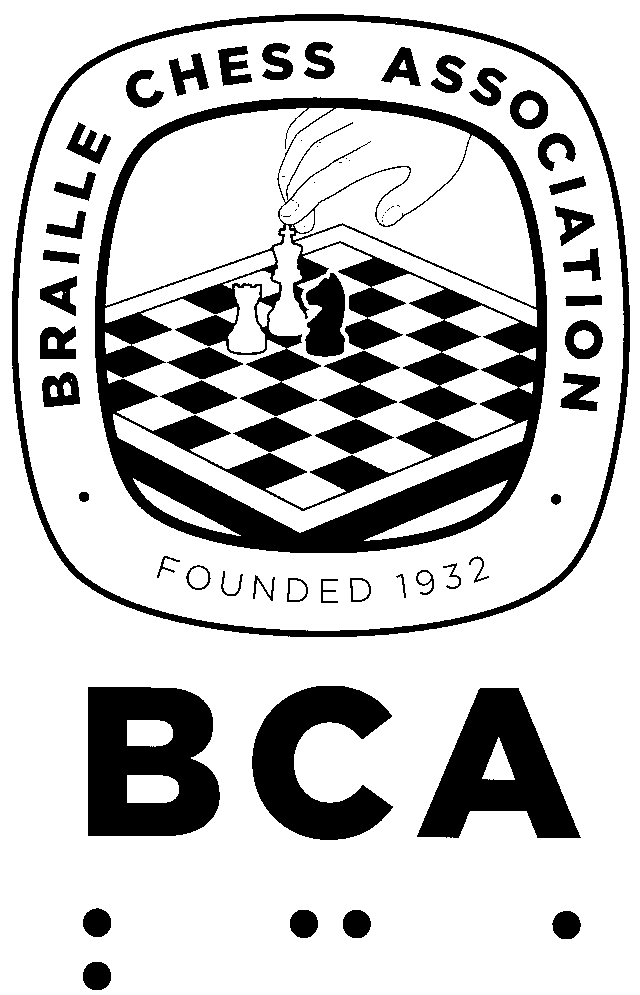 BRAILLE CHESS ASSOCIATION
FOUNDED 1932
BCA
⠃⠉⠁